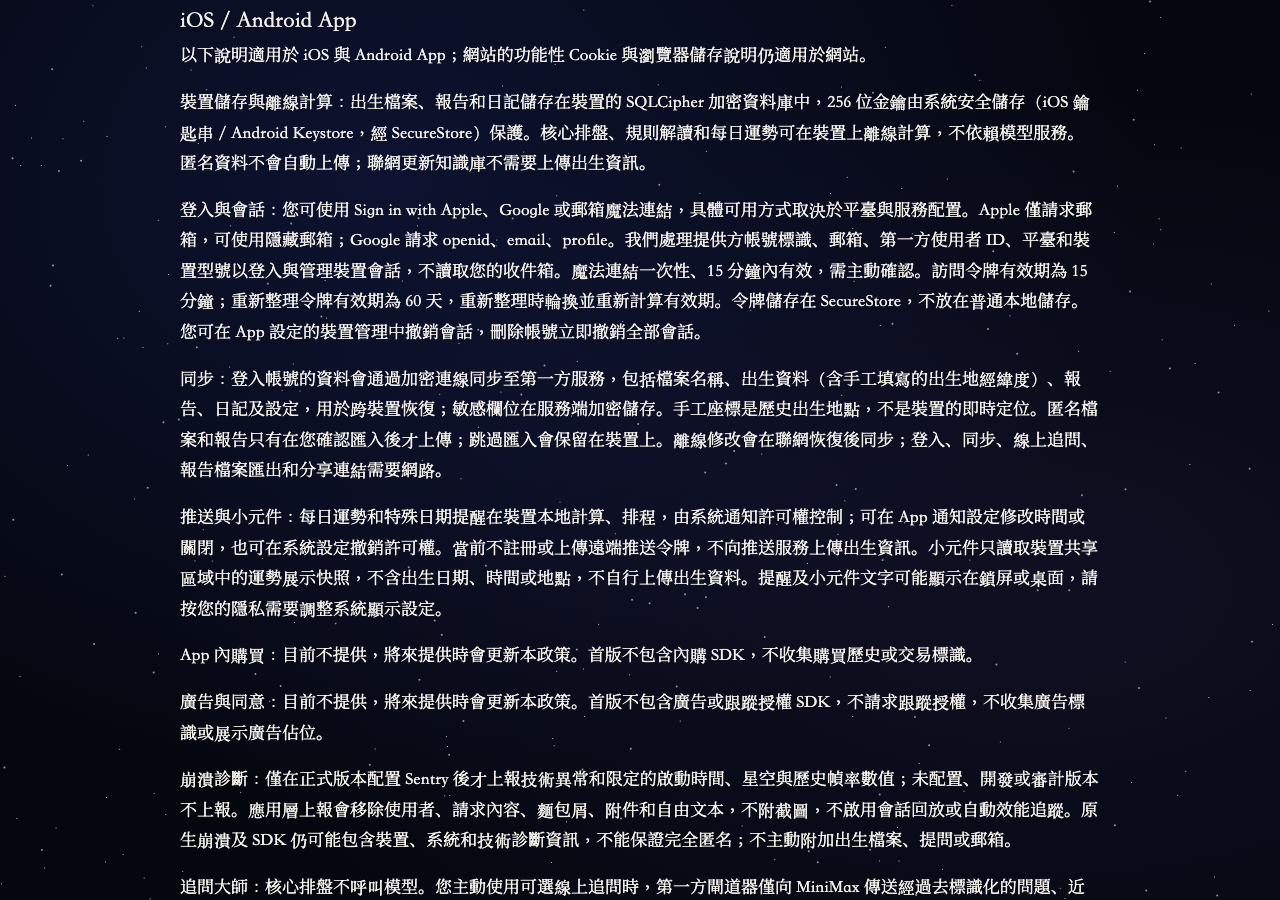 iOS / Android App
以下說明適用於 iOS 與 Android App；網站的功能性 Cookie 與瀏覽器儲存說明仍適用於網站。
裝置儲存與離線計算：出生檔案、報告和日記儲存在裝置的 SQLCipher 加密資料庫中，256 位金鑰由系統安全儲存（iOS 鑰
匙串 / Android Keystore，經 SecureStore）保護。核心排盤、規則解讀和每日運勢可在裝置上離線計算，不依賴模型服務。
匿名資料不會自動上傳；聯網更新知識庫不需要上傳出生資訊。
登入與會話：您可使用 Sign in with Apple、Google 或郵箱魔法連結，具體可用方式取決於平臺與服務配置。Apple 僅請求郵
箱，可使用隱藏郵箱；Google 請求 openid、email、profile。我們處理提供方帳號標識、郵箱、第一方使用者 ID、平臺和裝
置型號以登入與管理裝置會話，不讀取您的收件箱。魔法連結一次性、15 分鐘內有效，需主動確認。訪問令牌有效期為 15
分鐘；重新整理令牌有效期為 60 天，重新整理時輪換並重新計算有效期。令牌儲存在 SecureStore，不放在普通本地儲存。
您可在 App 設定的裝置管理中撤銷會話，刪除帳號立即撤銷全部會話。
同步：登入帳號的資料會通過加密連線同步至第一方服務，包括檔案名稱、出生資料（含手工填寫的出生地經緯度）、報
告、日記及設定，用於跨裝置恢復；敏感欄位在服務端加密儲存。手工座標是歷史出生地點，不是裝置的即時定位。匿名檔
案和報告只有在您確認匯入後才上傳；跳過匯入會保留在裝置上。離線修改會在聯網恢復後同步；登入、同步、線上追問、
報告檔案匯出和分享連結需要網路。
推送與小元件：每日運勢和特殊日期提醒在裝置本地計算、排程，由系統通知許可權控制；可在 App 通知設定修改時間或
關閉，也可在系統設定撤銷許可權。當前不註冊或上傳遠端推送令牌，不向推送服務上傳出生資訊。小元件只讀取裝置共享
區域中的運勢展示快照，不含出生日期、時間或地點，不自行上傳出生資料。提醒及小元件文字可能顯示在鎖屏或桌面，請
按您的隱私需要調整系統顯示設定。
App 內購買：目前不提供，將來提供時會更新本政策。首版不包含內購 SDK，不收集購買歷史或交易標識。
廣告與同意：目前不提供，將來提供時會更新本政策。首版不包含廣告或跟蹤授權 SDK，不請求跟蹤授權，不收集廣告標
識或展示廣告佔位。
崩潰診斷：僅在正式版本配置 Sentry 後才上報技術異常和限定的啟動時間、星空與歷史幀率數值；未配置、開發或審計版本
不上報。應用層上報會移除使用者、請求內容、麵包屑、附件和自由文本，不附截圖，不啟用會話回放或自動效能追蹤。原
生崩潰及 SDK 仍可能包含裝置、系統和技術診斷資訊，不能保證完全匿名；不主動附加出生檔案、提問或郵箱。
追問大師：核心排盤不呼叫模型。您主動使用可選線上追問時，第一方閘道器僅向 MiniMax 傳送經過去標識化的問題、近